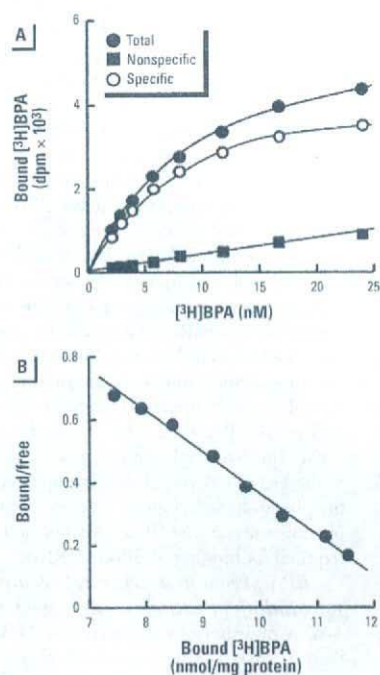 A
Total
Nonspecific
Specific
Bound [³H]BPA
(dpm × 10³)
6
4
2
0
0 5 10 15 20 25
[³H]BPA (nM)
B
Bound/free
0.8
0.6
0.4
0.2
0
7 8 9 10 11 12
Bound [³H]BPA
(nmol/mg protein)